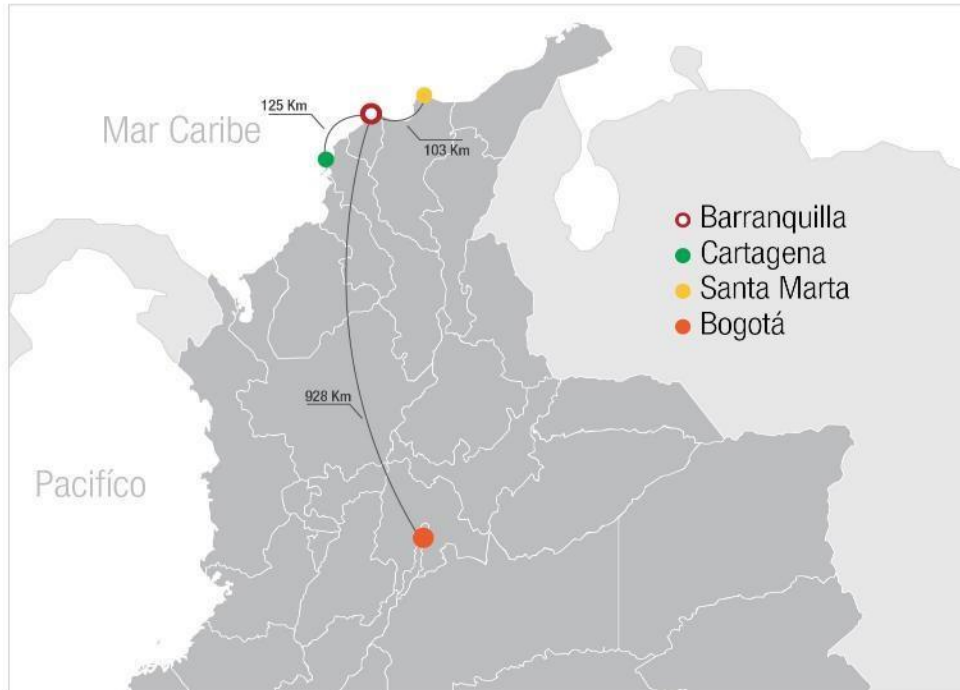 125 Km
Mar Caribe
103 Km
Barranquilla
Cartagena
Santa Marta
Bogotá
928 Km
Pacifíco